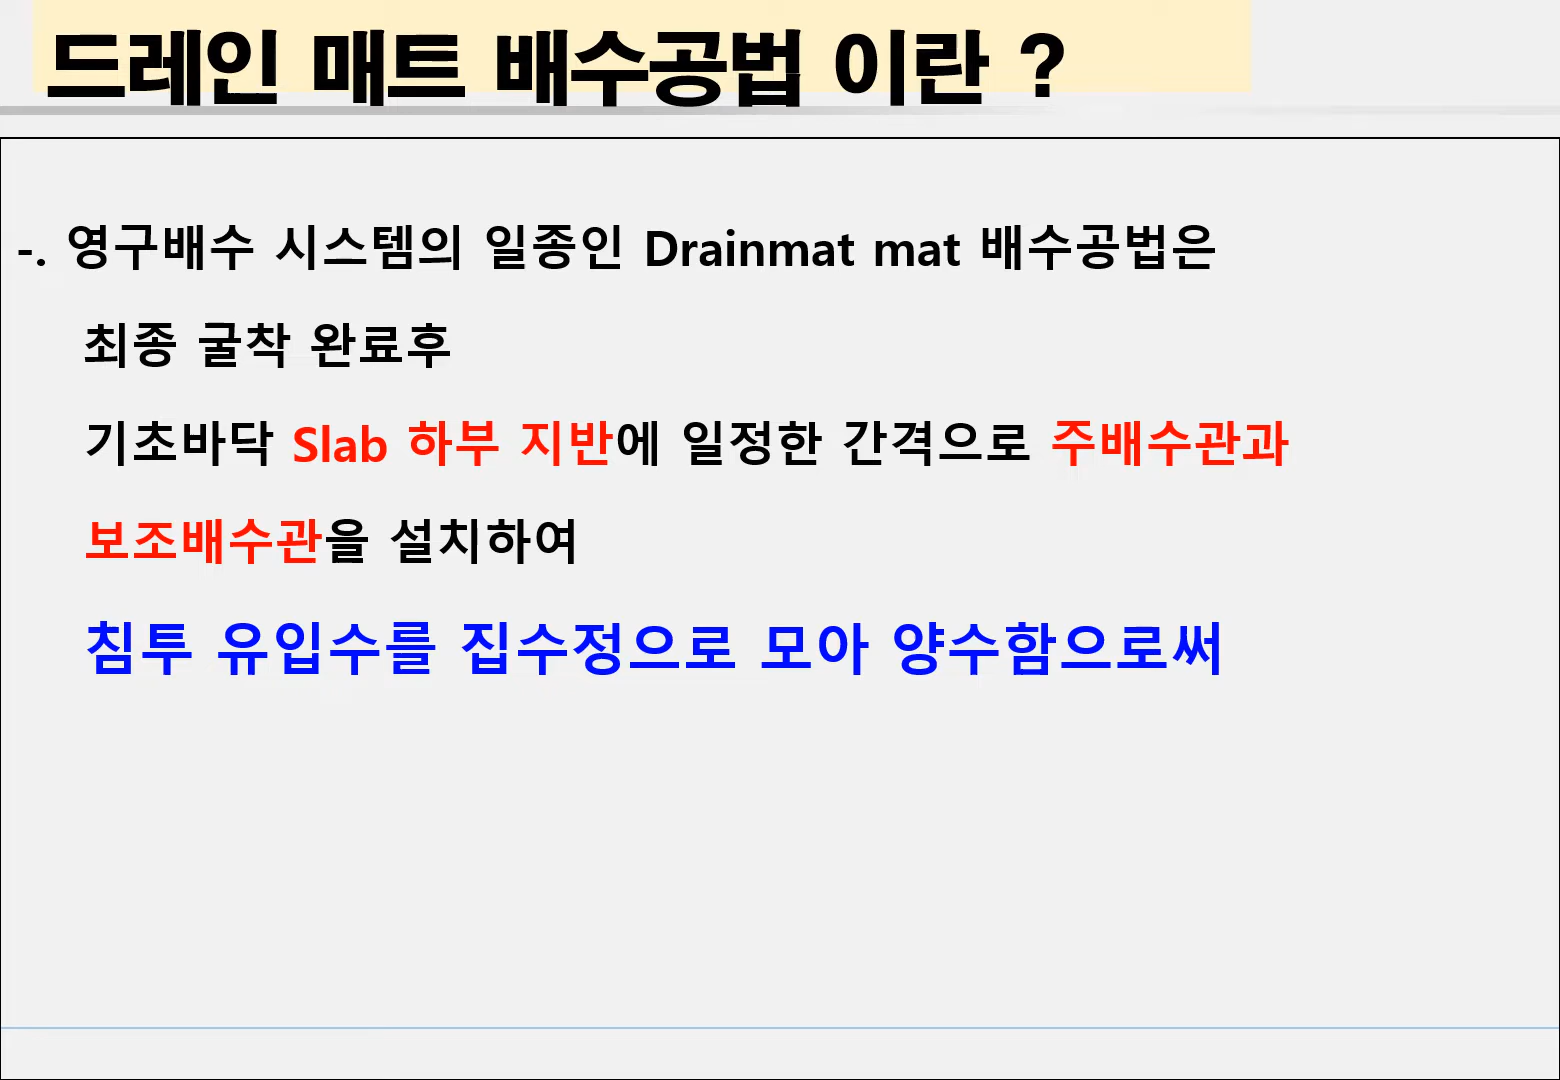 드레인 매트 배수공법 이란 ?
-. 영구배수 시스템의 일종인 Drainmat mat 배수공법은
최종 굴착 완료후
기초바닥 Slab 하부 지반에 일정한 간격으로 주배수관과
보조배수관을 설치하여
침투 유입수를 집수정으로 모아 양수함으로써